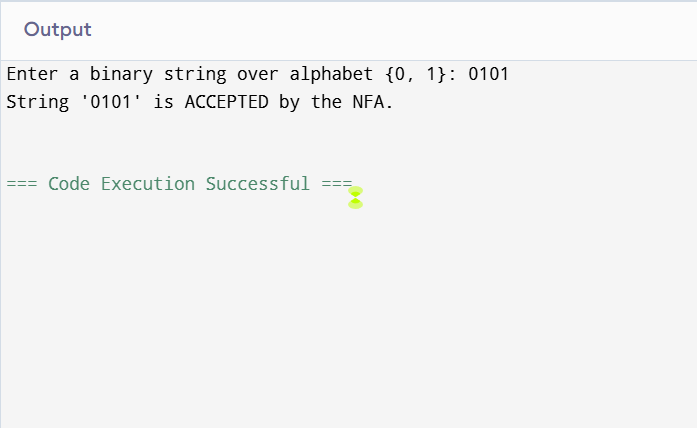 Output
Enter a binary string over alphabet {0, 1}: 0101
String '0101' is ACCEPTED by the NFA.
=== Code Execution Successful ===